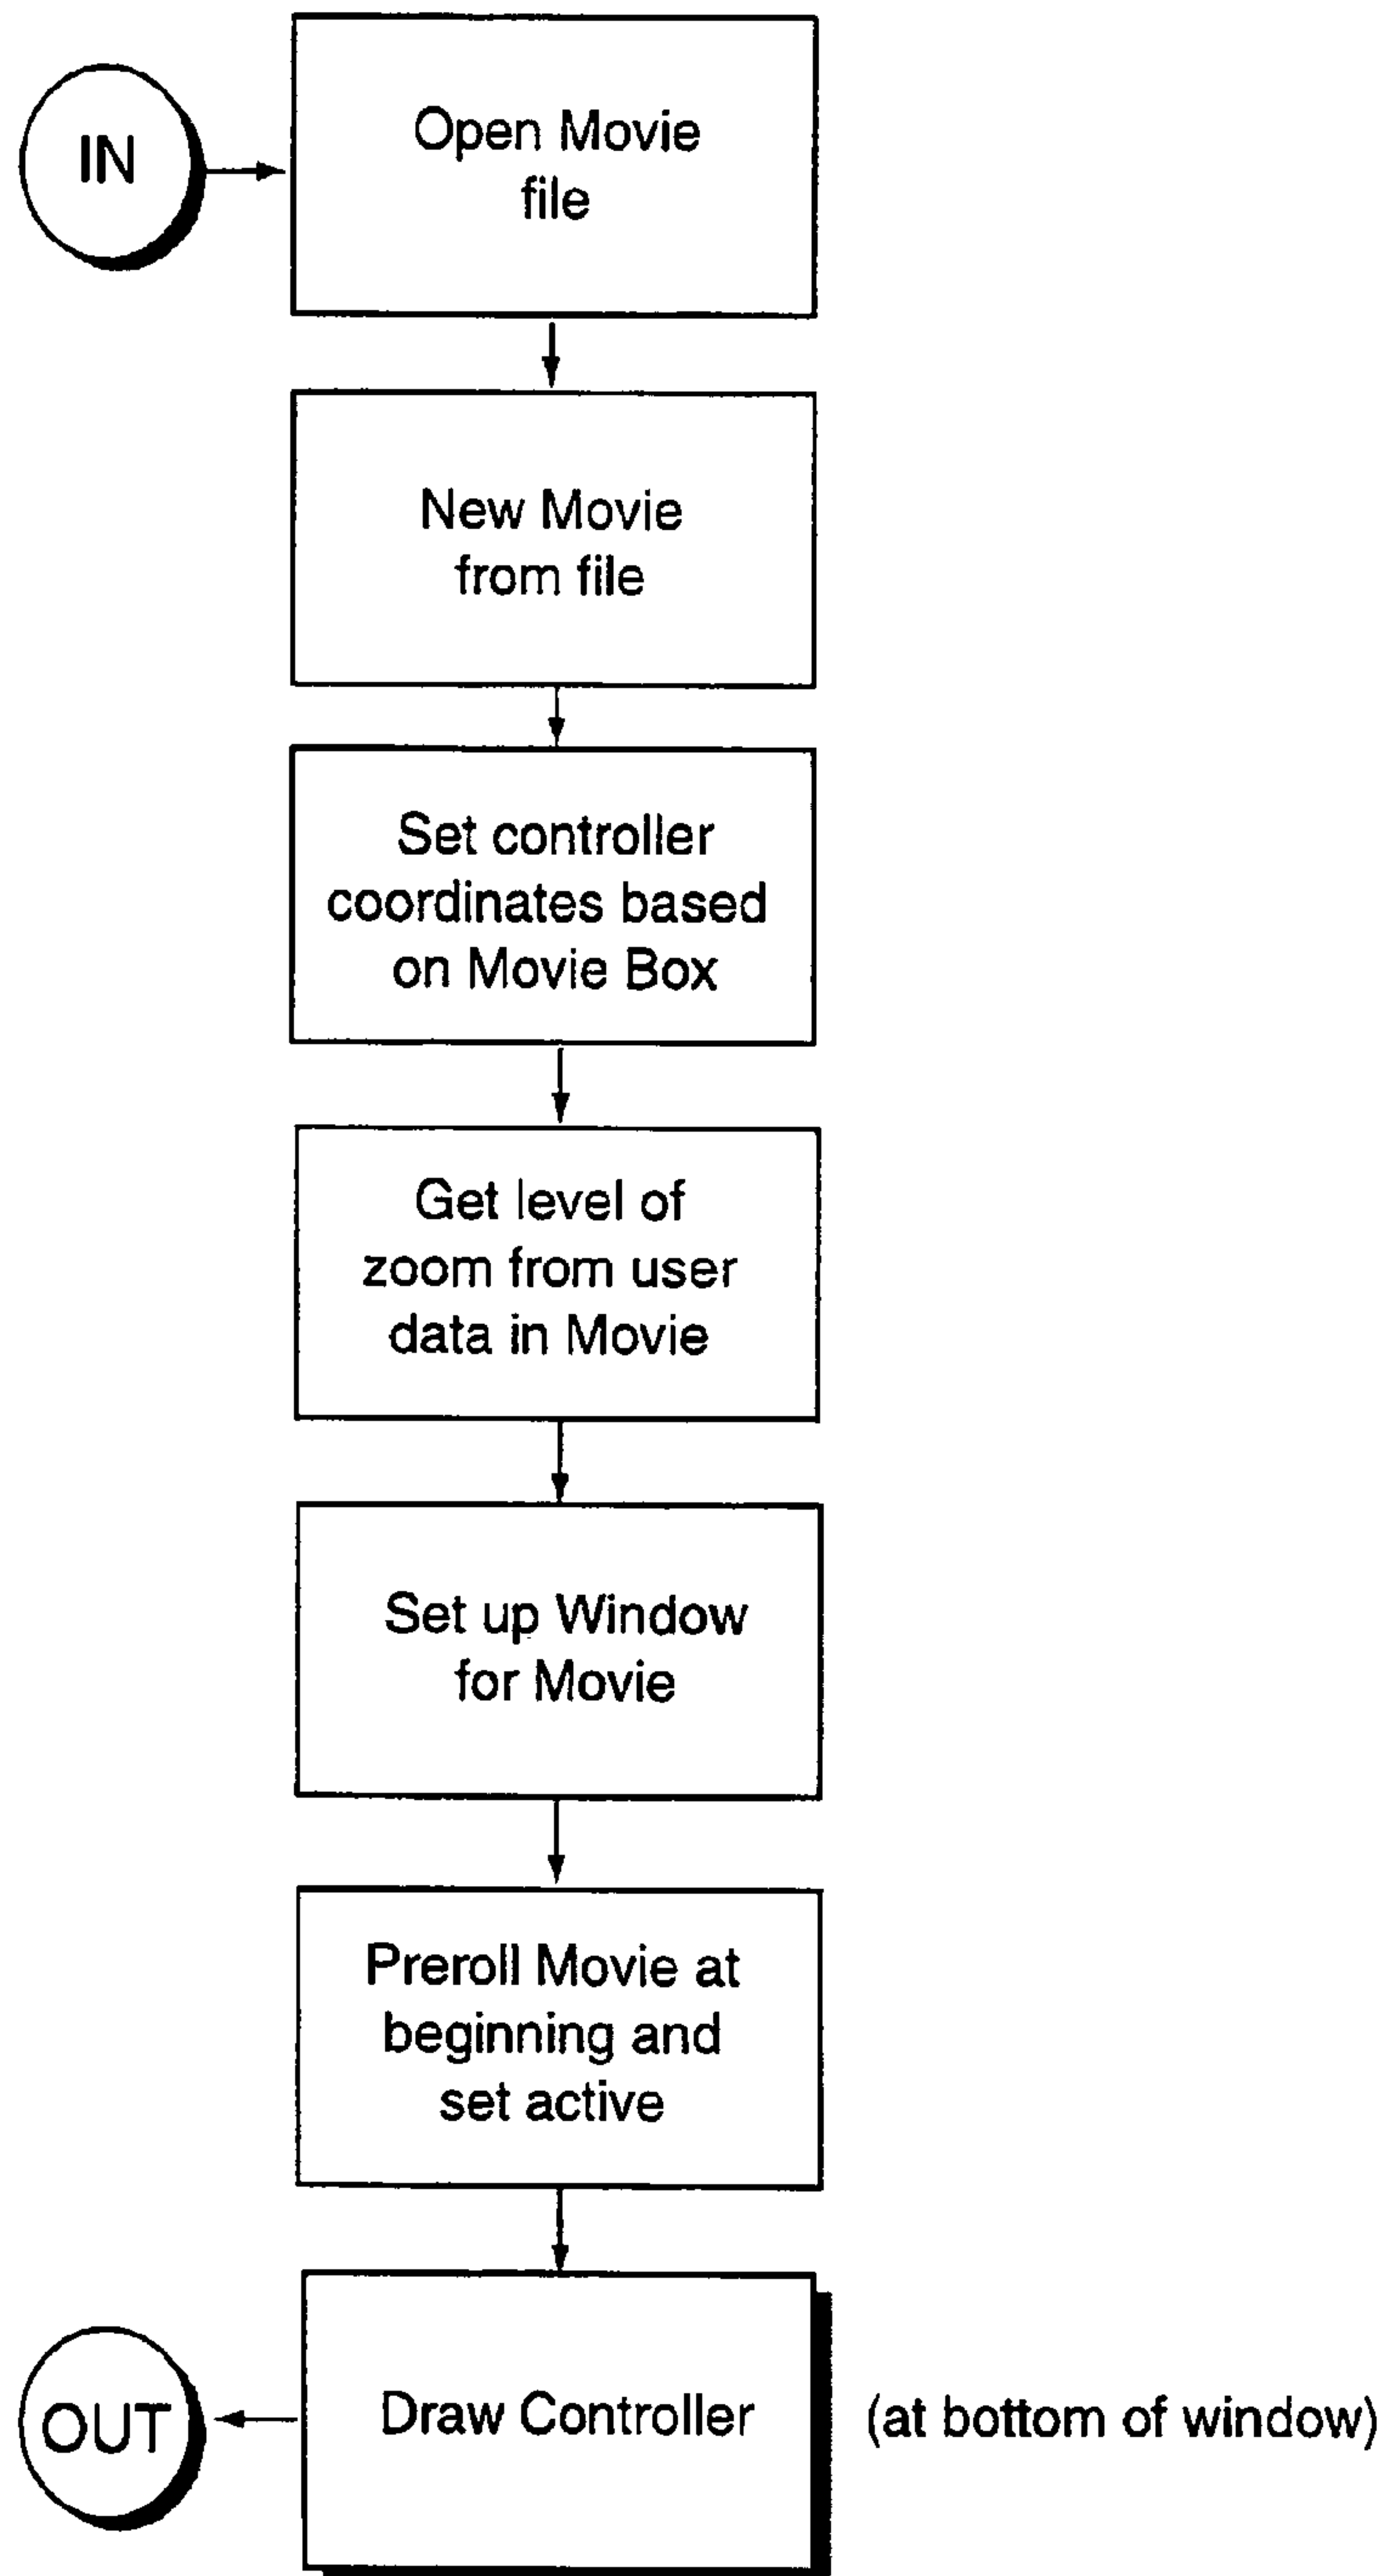 IN
Open Movie
file
New Movie
from file
Set controller
coordinates based
on Movie Box
Get level of
zoom from user
data in Movie
Set up Window
for Movie
Preroll Movie at
beginning and
set active
Draw Controller
(at bottom of window)
OUT